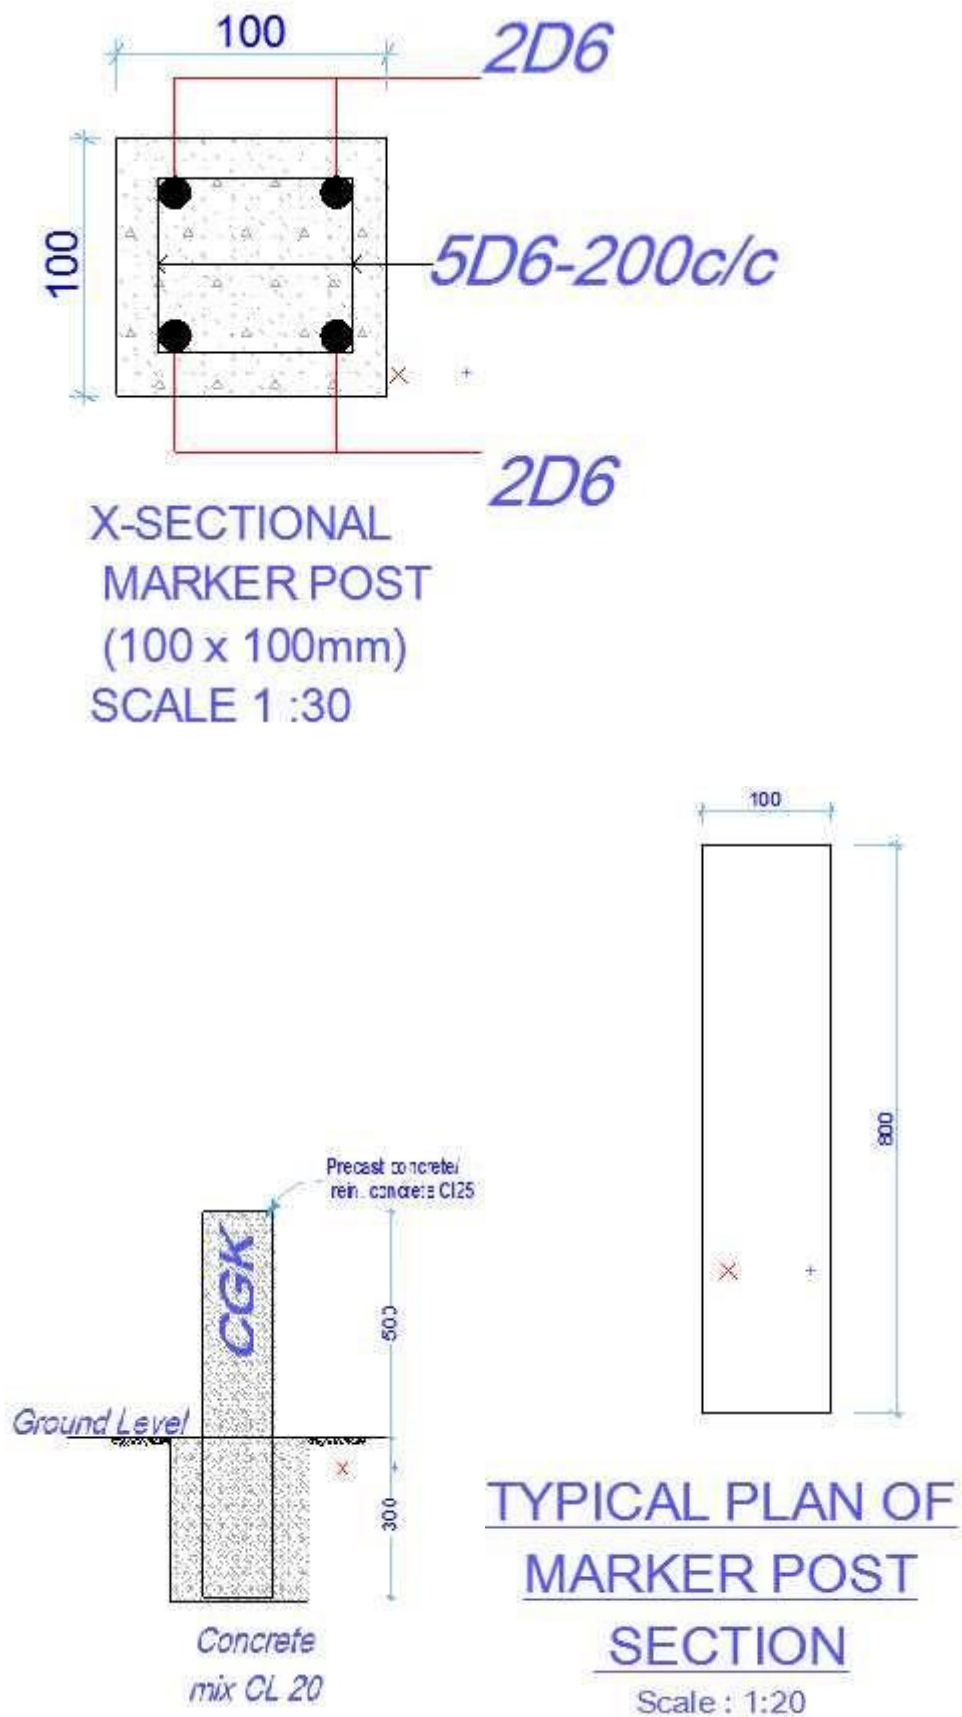 100
2D6
100
5D6-200c/c
2D6
X-SECTIONAL
MARKER POST
(100 x 100mm)
SCALE 1 :30
100
800
Precast concrete/
rein. concrete Cl25
CGK
500
Ground Level
300
Concrete
mix CL 20
TYPICAL PLAN OF
MARKER POST
SECTION
Scale : 1:20